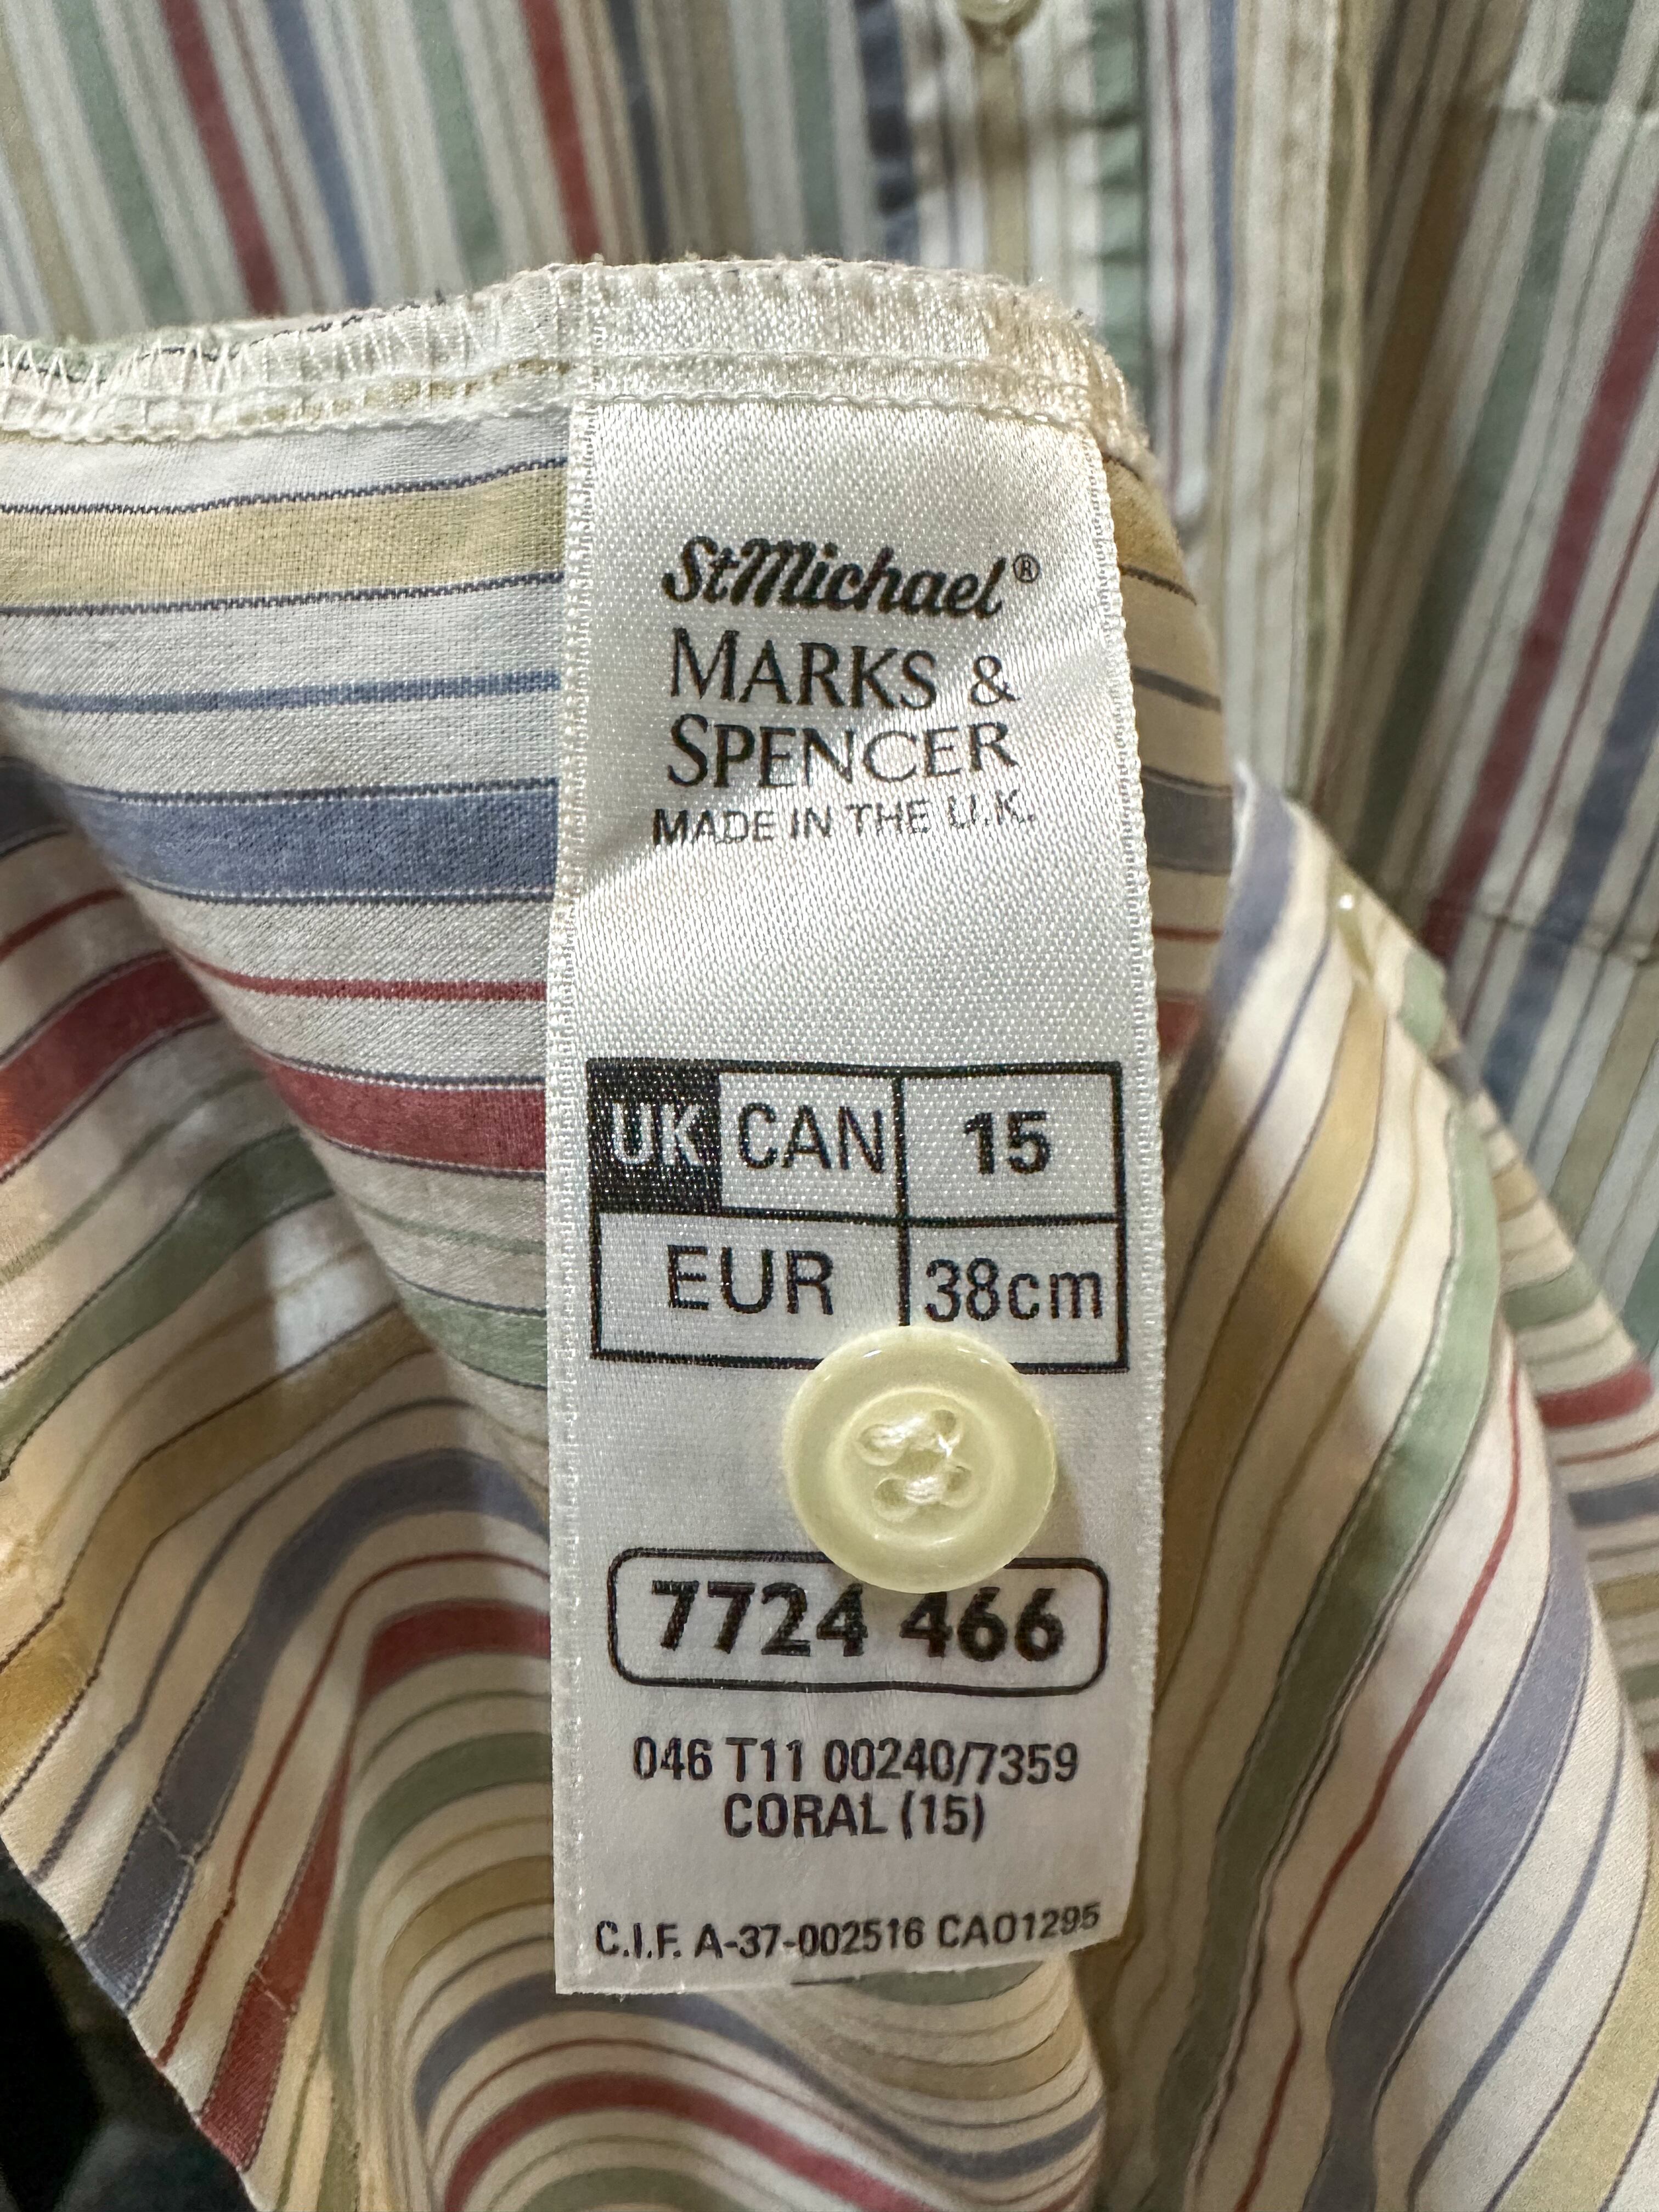 StMichael®
MARKS &
SPENCER
MADE IN THE U.K.
UK CAN 15
EUR 38cm
7724 466
046 T11 00240/7359
CORAL (15)
C.I.F. A-37-002516 CA01295